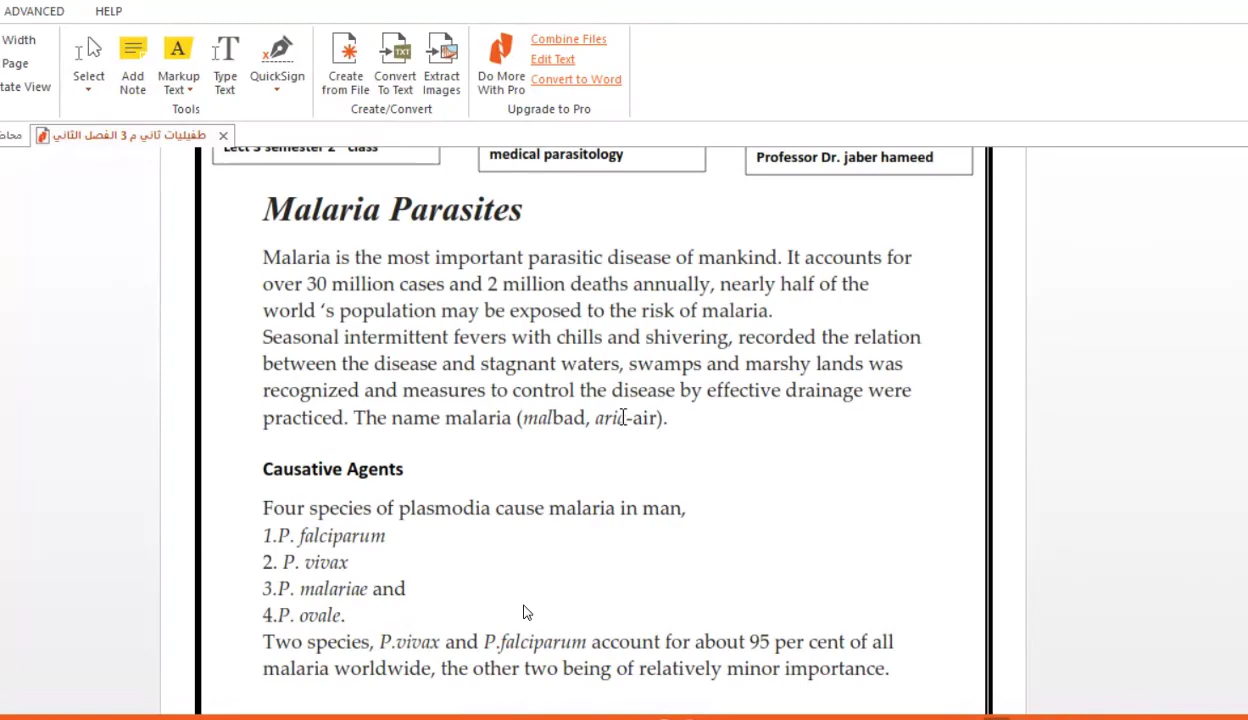 ADVANCED HELP
Width
Page
tate View
Select
Add Note
Markup Text
Type Text
QuickSign
Tools
Create from File
Convert To Text
Extract Images
Create/Convert
Do More With Pro
Combine Files
Edit Text
Convert to Word
Upgrade to Pro
محاض
طفيليات ثاني م 3 الفصل الثاني
Lect 3 semester 2 class
medical parasitology
Professor Dr. jaber hameed
Malaria Parasites
Malaria is the most important parasitic disease of mankind. It accounts for
over 30 million cases and 2 million deaths annually, nearly half of the
world ‘s population may be exposed to the risk of malaria.
Seasonal intermittent fevers with chills and shivering, recorded the relation
between the disease and stagnant waters, swamps and marshy lands was
recognized and measures to control the disease by effective drainage were
practiced. The name malaria (malbad, aria-air).
Causative Agents
Four species of plasmodia cause malaria in man,
1.P. falciparum
2. P. vivax
3.P. malariae and
4.P. ovale.
Two species, P.vivax and P.falciparum account for about 95 per cent of all
malaria worldwide, the other two being of relatively minor importance.